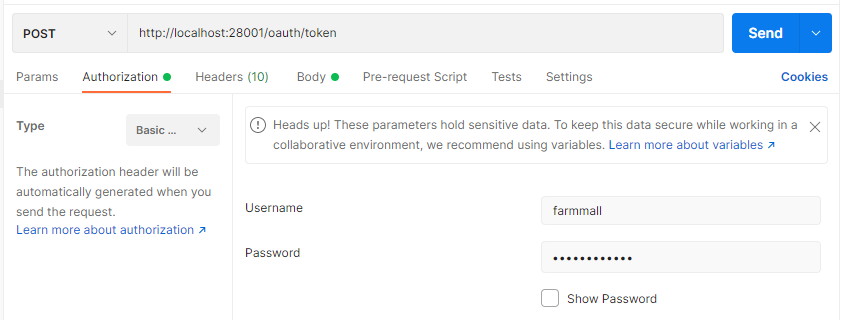 POST http://localhost:28001/oauth/token Send
Params Authorization Headers (10) Body Pre-request Script Tests Settings Cookies
Type Basic ...
The authorization header will be
automatically generated when you
send the request.
Learn more about authorization ↗
Heads up! These parameters hold sensitive data. To keep this data secure while working in a
collaborative environment, we recommend using variables. Learn more about variables ↗
Username farmmall
Password ••••••••••••
Show Password